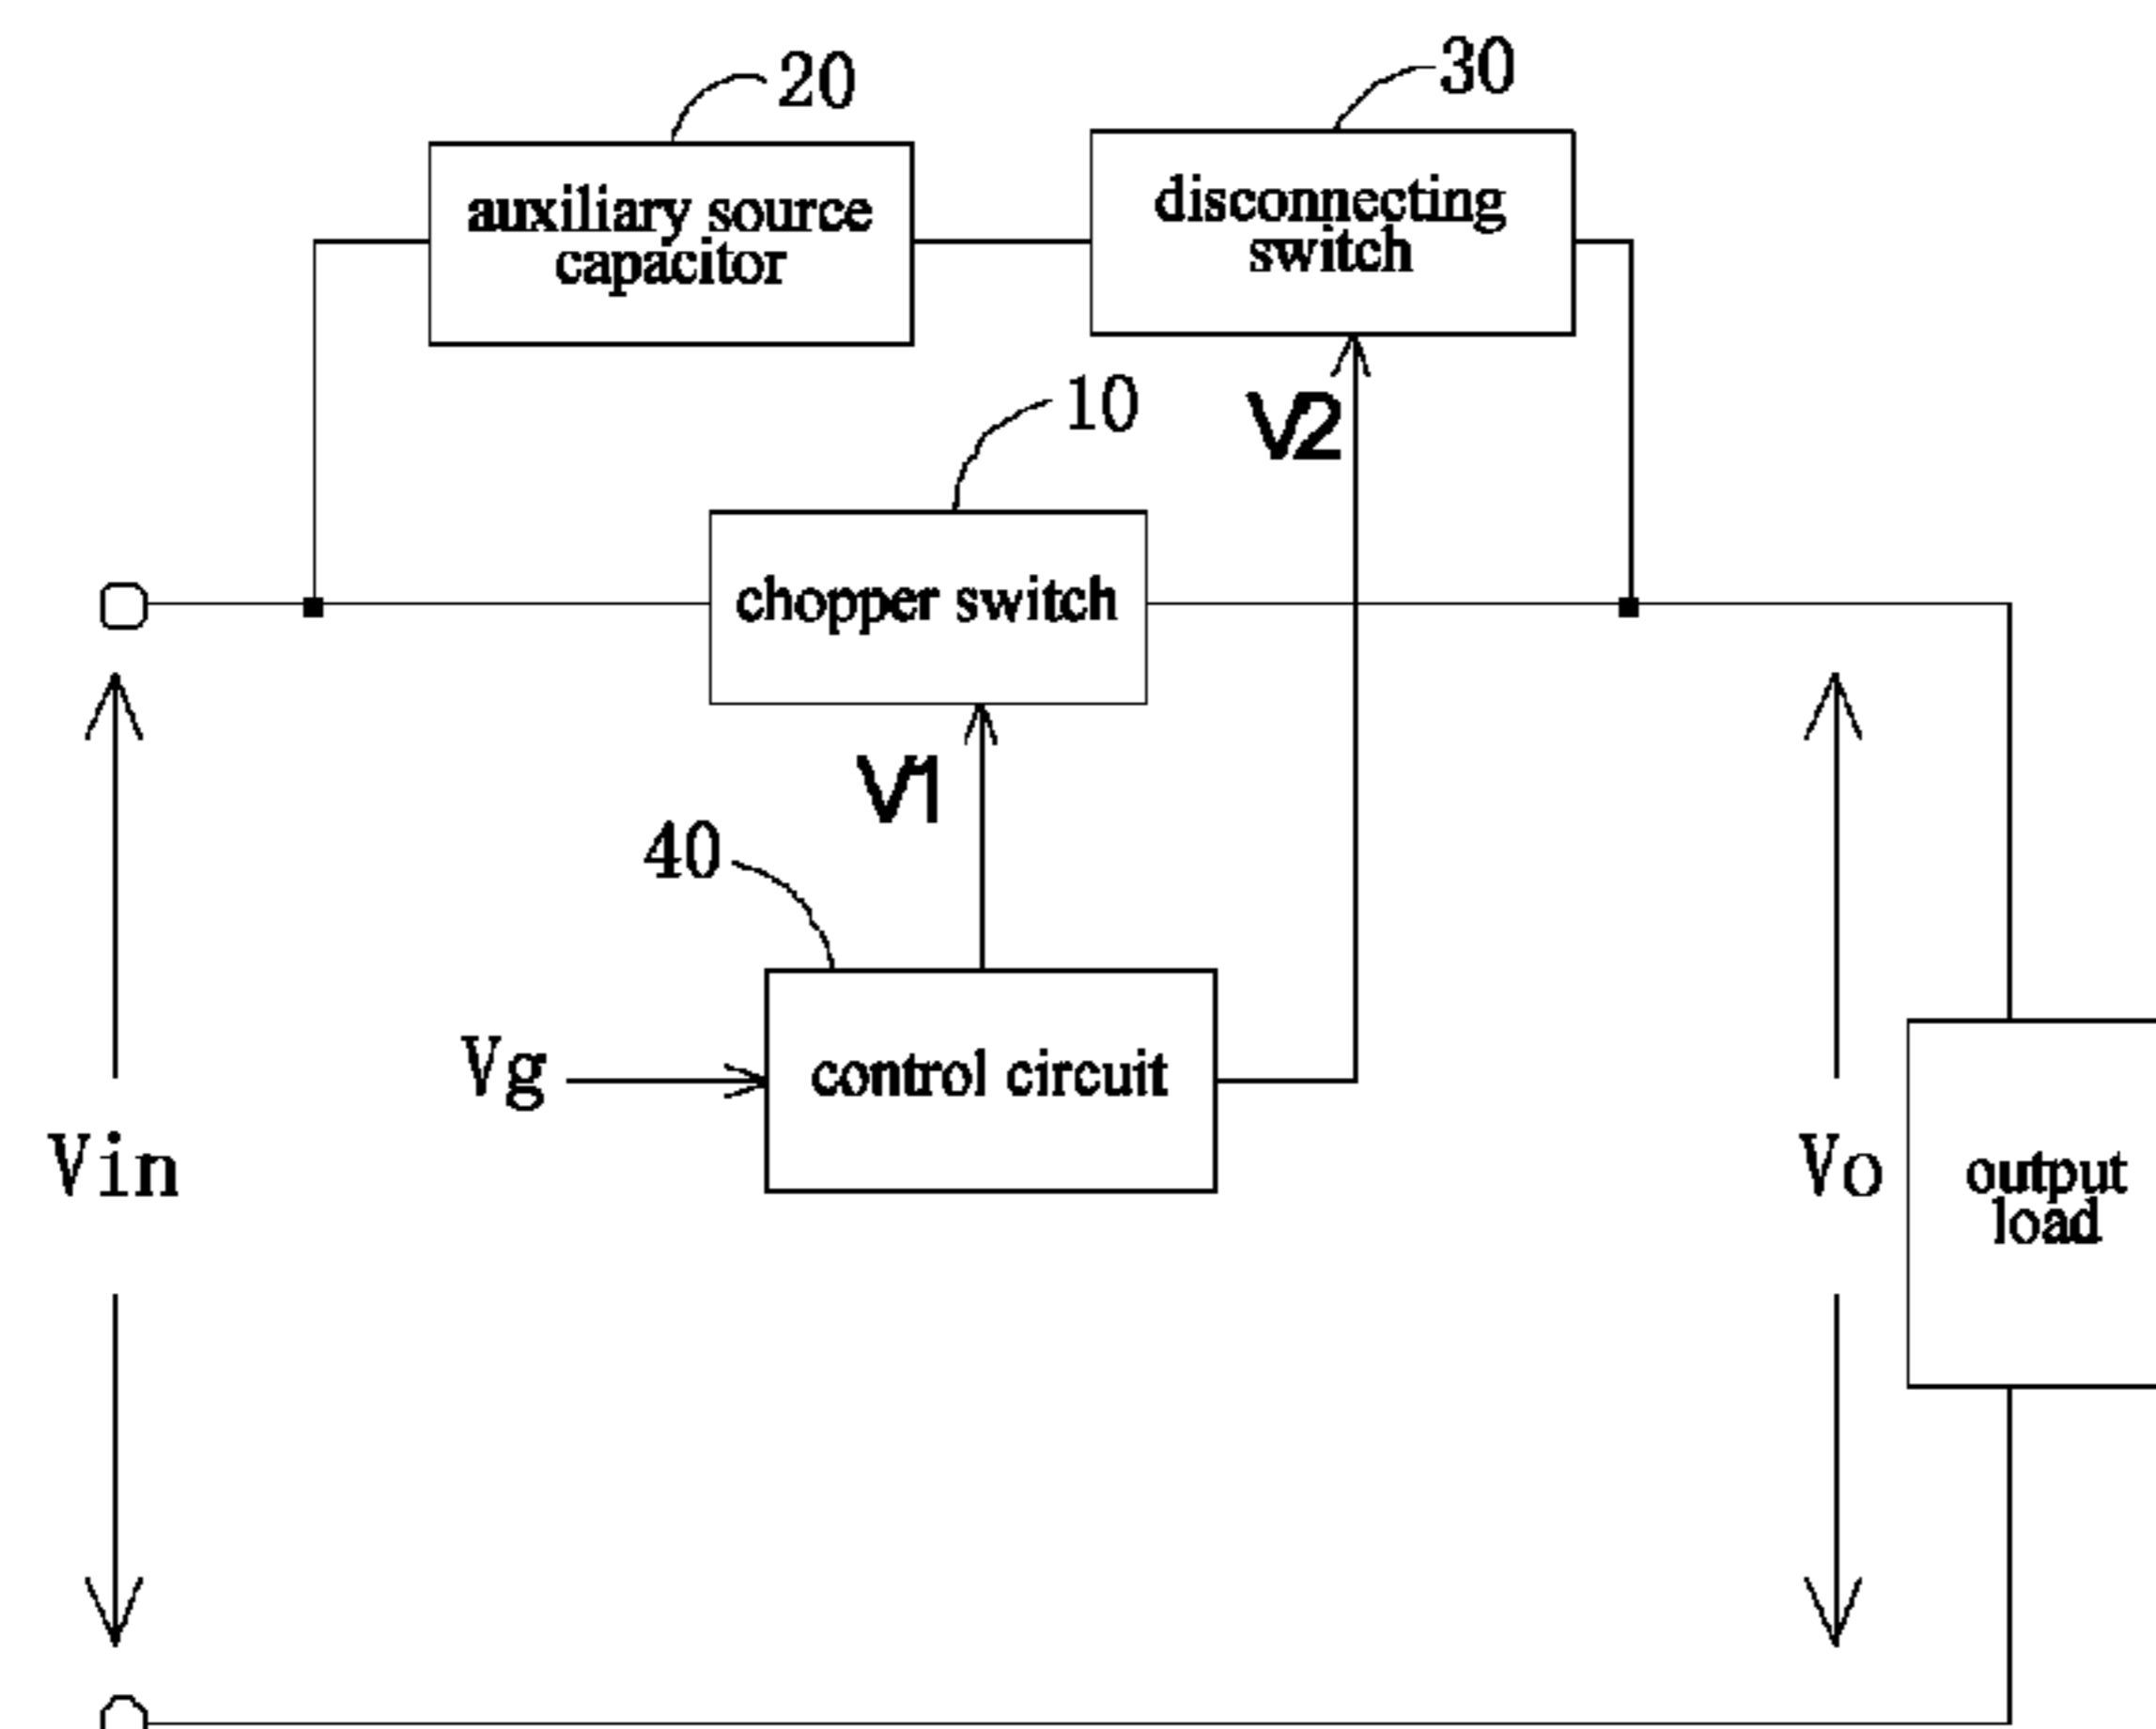 20
30
auxiliary source
capacitor
disconnecting
switch
10
V2
chopper switch
V1
40
Vg
control circuit
Vin
Vo
output
load